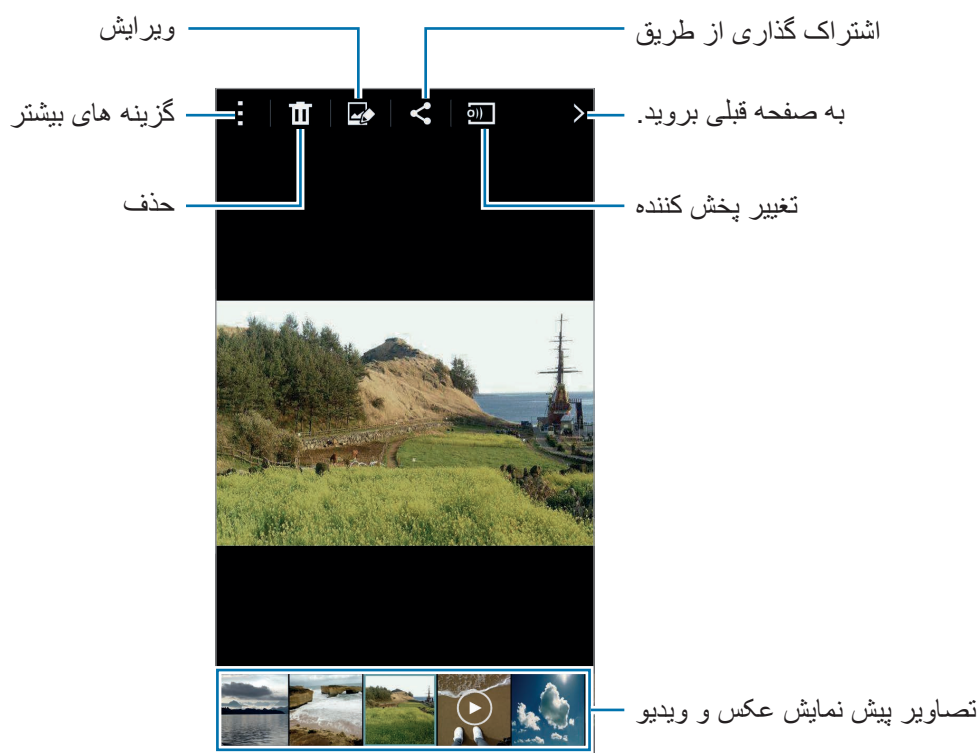 اشتراک گذاری از طریق
ویرایش
به صفحه قبلی بروید.
گزینه های بیشتر
تغییر پخش کننده
حذف
تصاویر پیش نمایش عکس و ویدیو